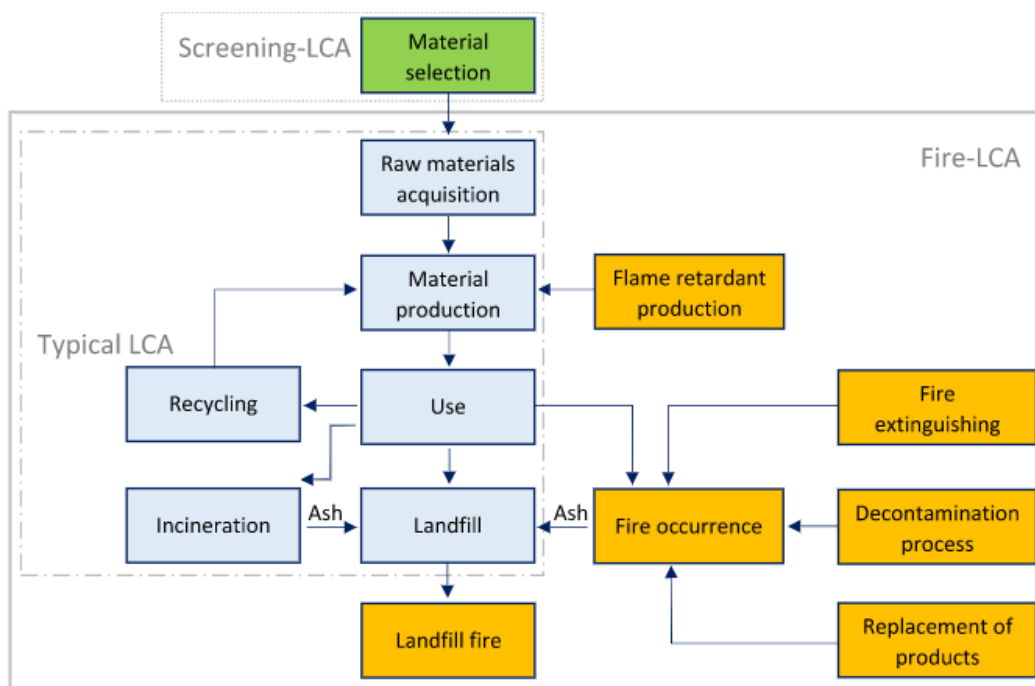 Screening-LCA
Material
selection
Fire-LCA
Raw materials
acquisition
Material
production
Flame retardant
production
Typical LCA
Recycling
Use
Fire
extinguishing
Incineration
Ash
Landfill
Ash
Fire occurrence
Decontamination
process
Landfill fire
Replacement of
products